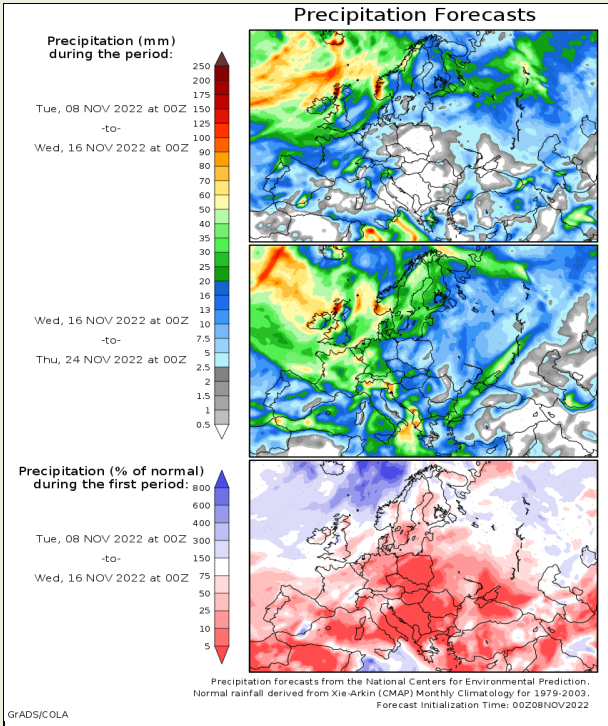 Precipitation Forecasts
Precipitation (mm)
during the period:
Tue, 08 NOV 2022 at 00Z
-to-
Wed, 16 NOV 2022 at 00Z
250
200
175
150
125
100
90
80
70
60
50
40
35
30
25
20
16
13
10
7.5
5
2.5
2
1.5
1
0.5
Wed, 16 NOV 2022 at 00Z
-to-
Thu, 24 NOV 2022 at 00Z
Precipitation (% of normal)
during the first period:
Tue, 08 NOV 2022 at 00Z
-to-
Wed, 16 NOV 2022 at 00Z
800
600
400
300
150
75
50
25
10
5
Precipitation forecasts from the National Centers for Environmental Prediction.
Normal rainfall derived from Xie-Arkin (CMAP) Monthly Climatology for 1979-2003.
Forecast Initialization Time: 00Z08NOV2022
GrADS/COLA